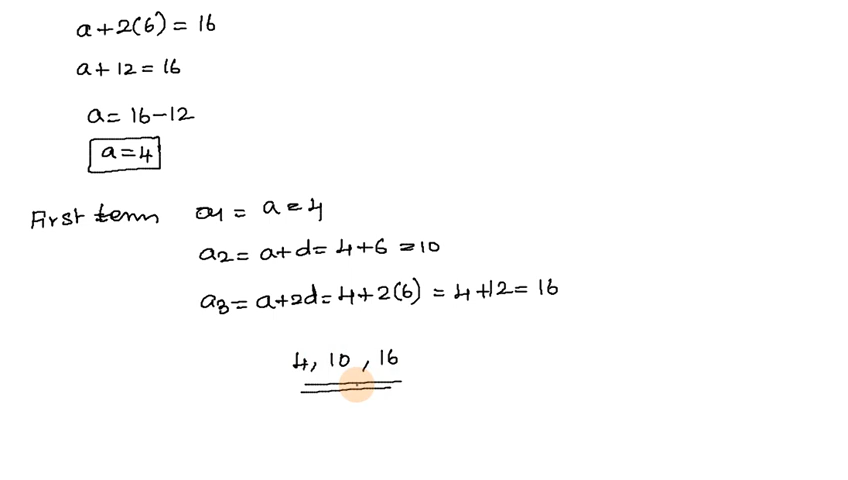 a+2(6) = 16
a+12 = 16
a = 16-12
a=4
First term a1 = a = 4
a2 = a+d = 4+6 = 10
a3 = a+2d = 4+2(6) = 4+12 = 16
4, 10, 16